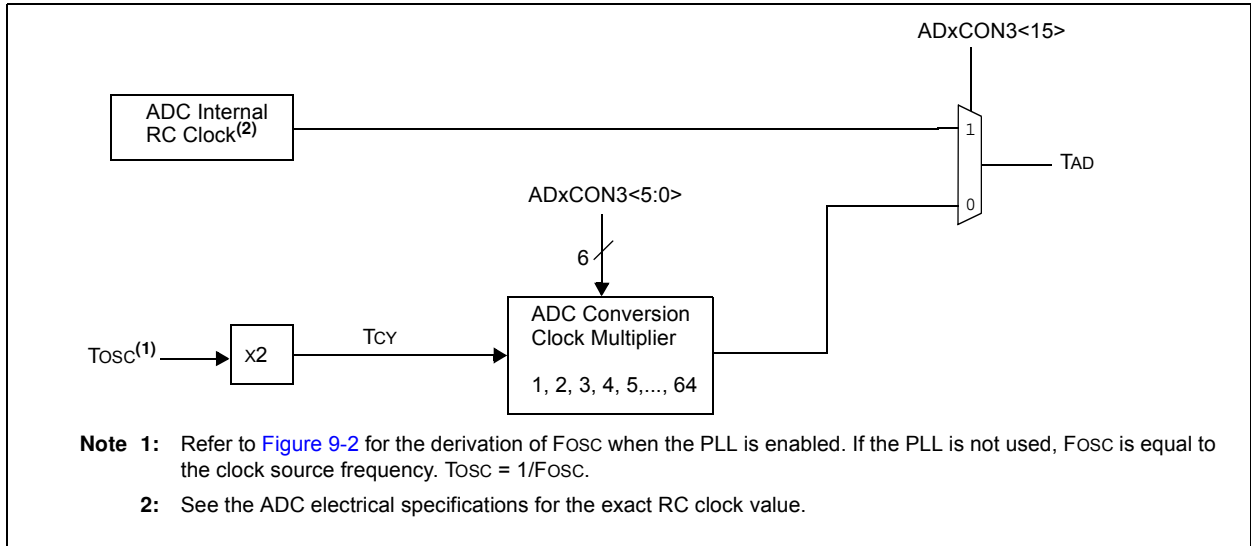 ADxCON3<15>
ADC Internal
RC Clock(2)
1
TAD
ADxCON3<5:0>
0
6
ADC Conversion
Clock Multiplier
TOSC(1)
X2
TCY
1, 2, 3, 4, 5,..., 64
Note 1: Refer to Figure 9-2 for the derivation of FOSC when the PLL is enabled. If the PLL is not used, FOSC is equal to
the clock source frequency. TOSC = 1/FOSC.
2: See the ADC electrical specifications for the exact RC clock value.